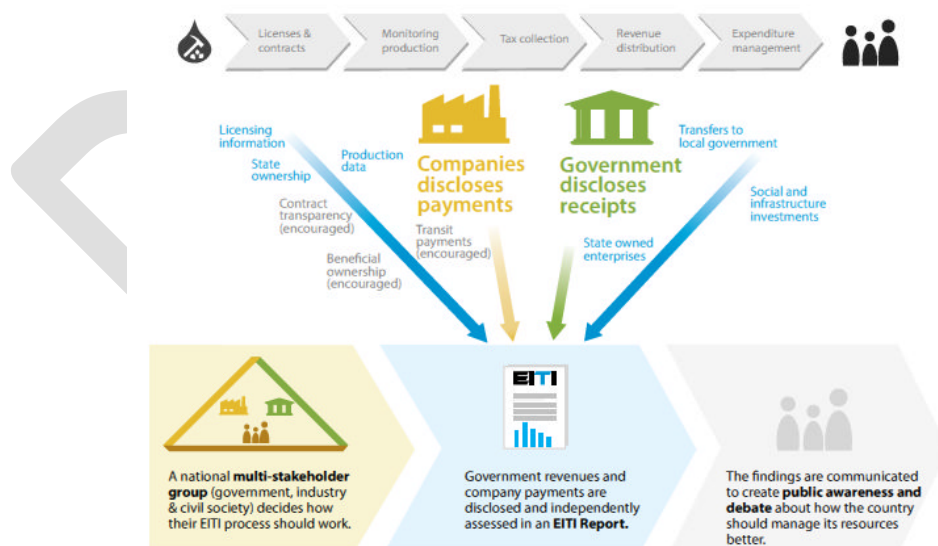 Licenses &
contracts
Monitoring
production
Tax collection
Revenue
distribution
Expenditure
management
Licensing
information
State
ownership
Production
data
Contract
transparency
(encouraged)
Beneficial
ownership
(encouraged)
Companies
discloses
payments
Transit
payments
(encouraged)
Government
discloses
receipts
State owned
enterprises
Transfers to
local government
Social and
infrastructure
investments
A national multi-stakeholder
group (government, industry
& civil society) decides how
their EITI process should work.
EITI
Government revenues and
company payments are
disclosed and independently
assessed in an EITI Report.
The findings are communicated
to create public awareness and
debate about how the country
should manage its resources
better.